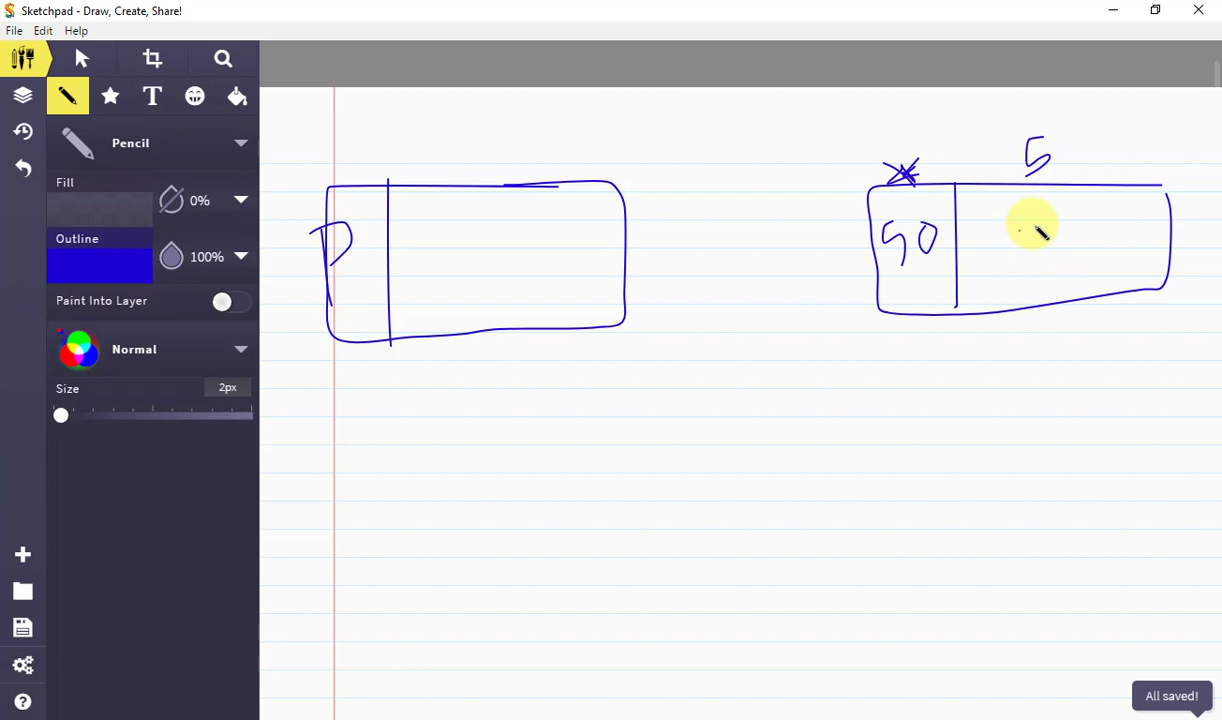 Sketchpad - Draw, Create, Share!
File Edit Help
Pencil
Fill
0%
Outline
100%
Paint Into Layer
Normal
Size
2px
* 5
D
50
All saved!